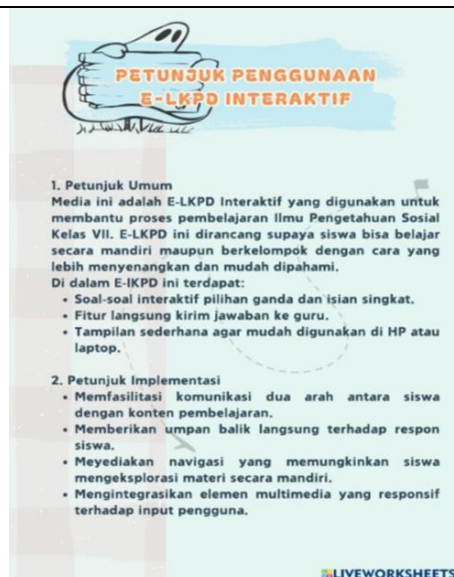 PETUNJUK PENGGUNAAN
E-LKPD INTERAKTIF
1. Petunjuk Umum
Media ini adalah E-LKPD Interaktif yang digunakan untuk
membantu proses pembelajaran Ilmu Pengetahuan Sosial
Kelas VII. E-LKPD ini dirancang supaya siswa bisa belajar
secara mandiri maupun berkelompok dengan cara yang
lebih menyenangkan dan mudah dipahami.
Di dalam E-lKPD ini terdapat:
• Soal-soal interaktif pilihan ganda dan isian singkat.
• Fitur langsung kirim jawaban ke guru.
• Tampilan sederhana agar mudah digunakan di HP atau
laptop.
2. Petunjuk Implementasi
• Memfasilitasi komunikasi dua arah antara siswa
dengan konten pembelajaran.
• Memberikan umpan balik langsung terhadap respon
siswa.
• Meyediakan navigasi yang memungkinkan siswa
mengeksplorasi materi secara mandiri.
• Mengintegrasikan elemen multimedia yang responsif
terhadap input pengguna.
LIVEWORKSHEETS